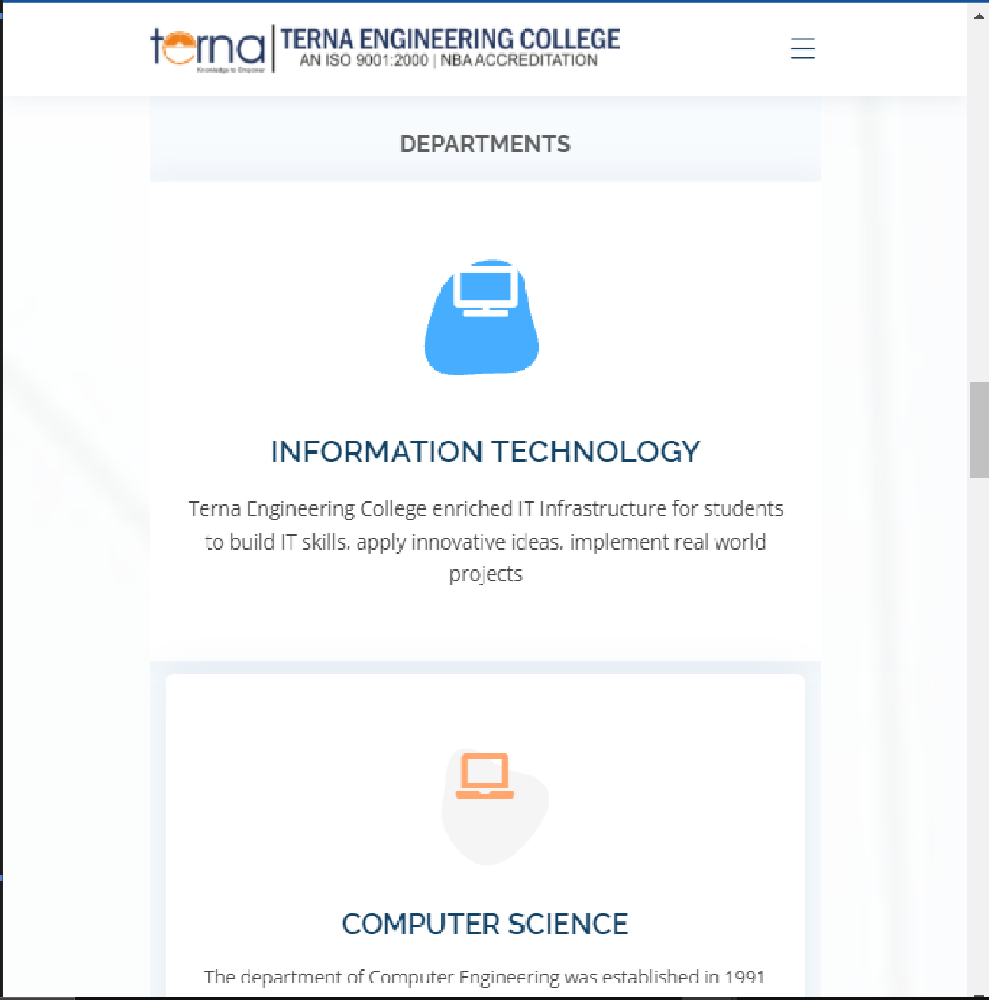 terna
Knowledge to Empower
TERNA ENGINEERING COLLEGE
AN ISO 9001:2000 | NBA ACCREDITATION
DEPARTMENTS
INFORMATION TECHNOLOGY
Terna Engineering College enriched IT Infrastructure for students
to build IT skills, apply innovative ideas, implement real world
projects
COMPUTER SCIENCE
The department of Computer Engineering was established in 1991